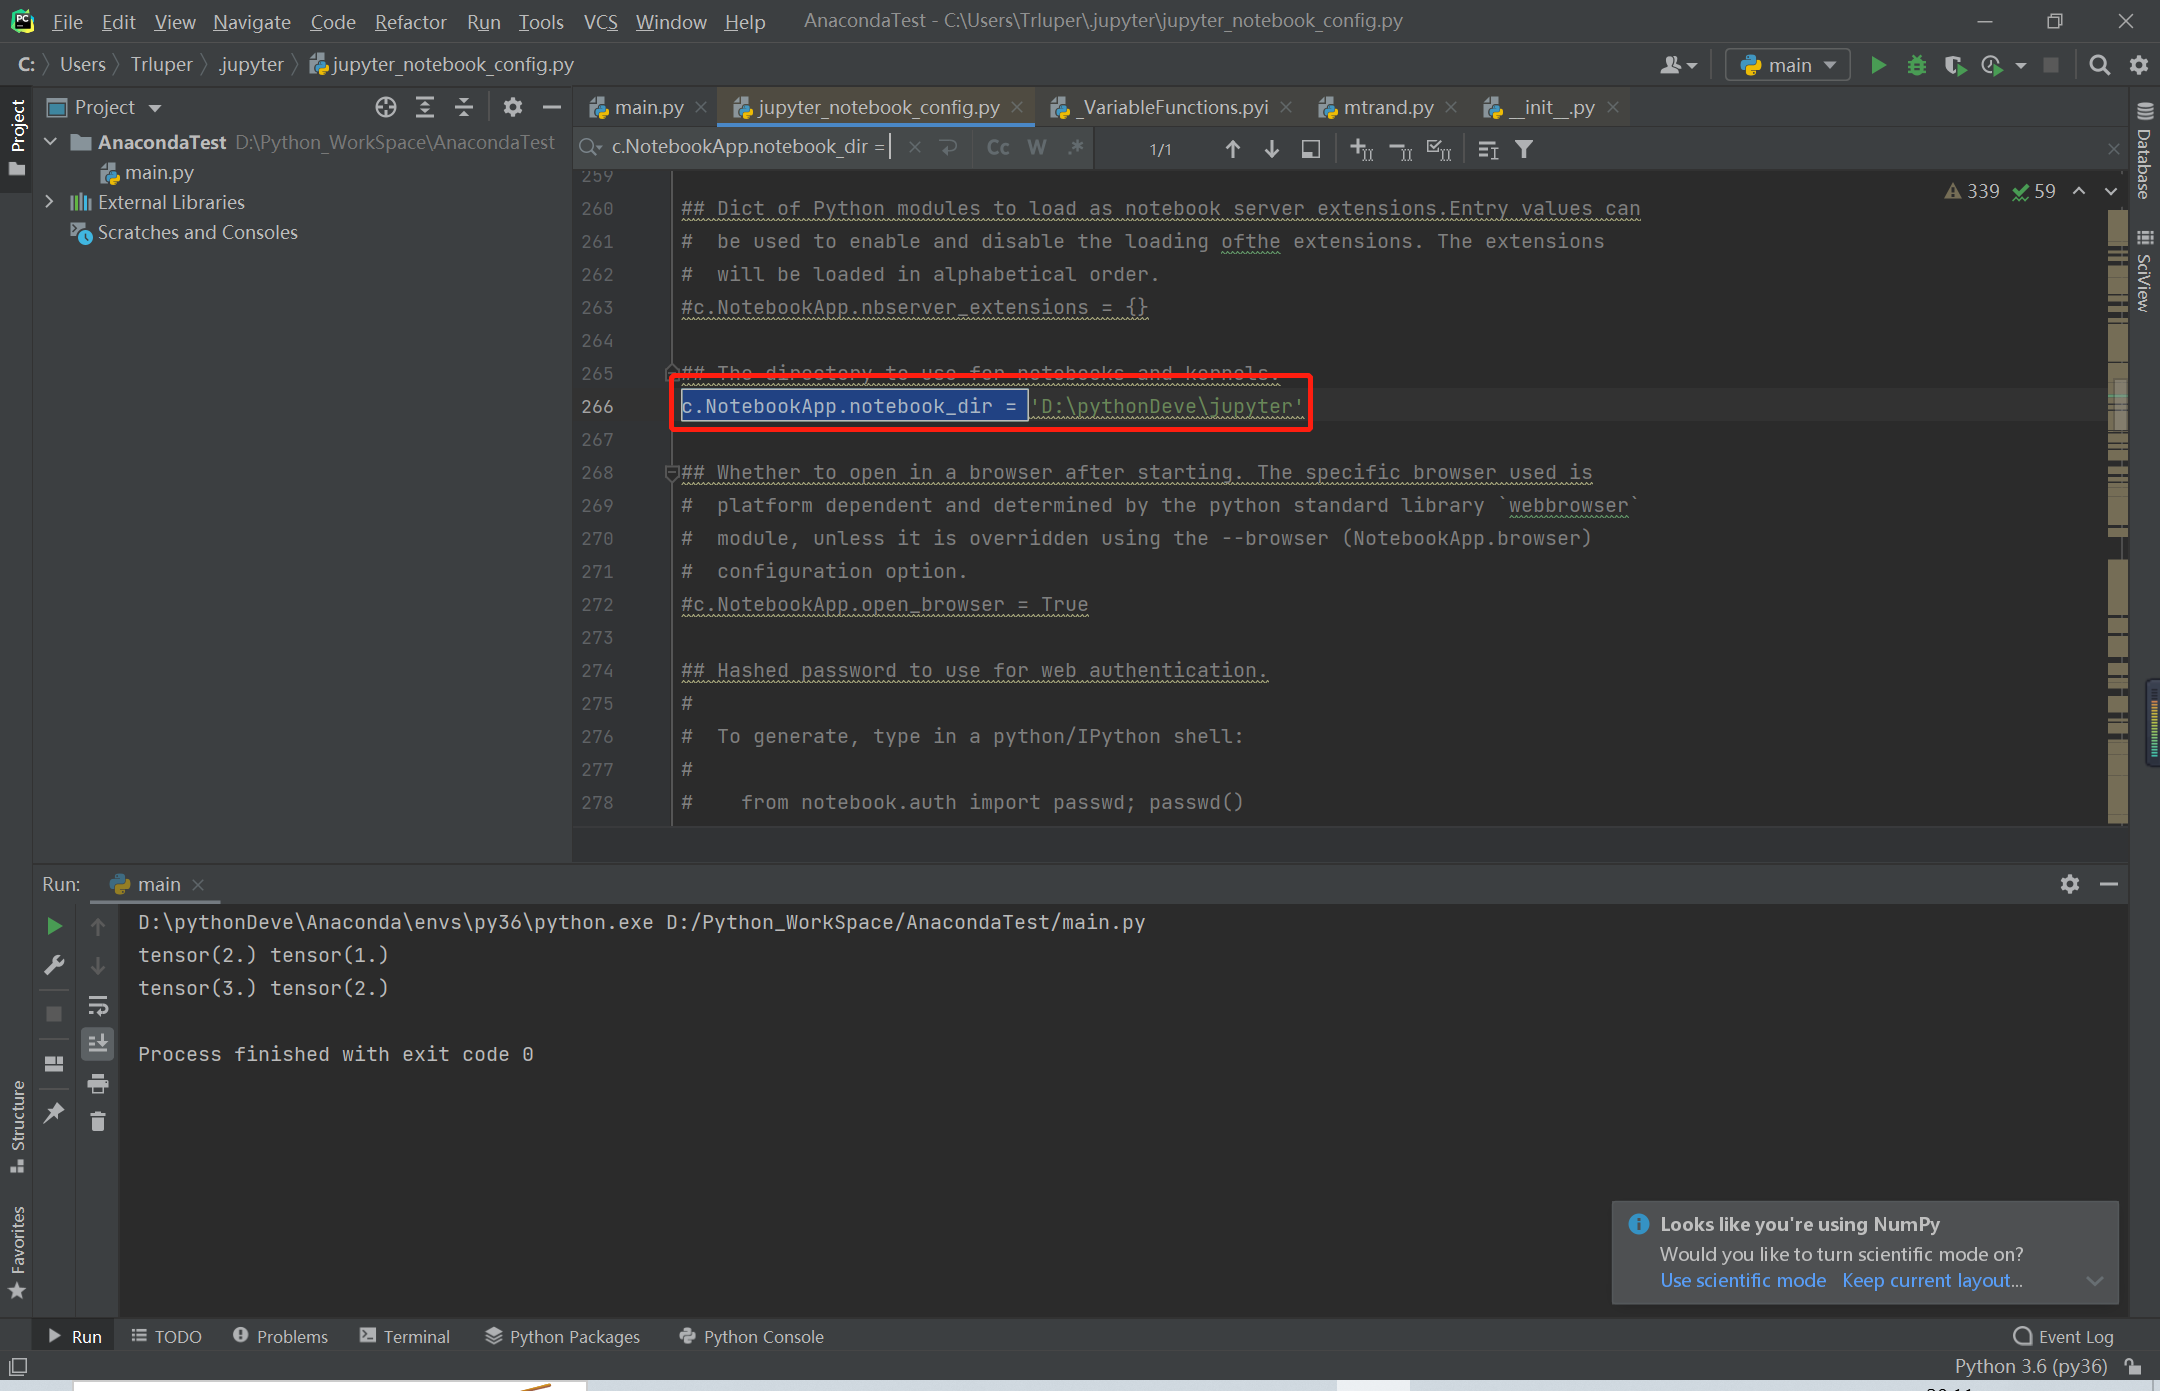 File Edit View Navigate Code Refactor Run Tools VCS Window Help AnacondaTest - C:\Users\Trluper\.jupyter\jupyter_notebook_config.py
C: Users Trluper .jupyter jupyter_notebook_config.py main
Project
main.py jupyter_notebook_config.py _VariableFunctions.pyi mtrand.py __init__.py
c.NotebookApp.notebook_dir = Cc W .* 1/1
AnacondaTest D:\Python_WorkSpace\AnacondaTest
main.py
External Libraries
Scratches and Consoles
339 59
259
260 ## Dict of Python modules to load as notebook server extensions.Entry values can
261 #  be used to enable and disable the loading ofthe extensions. The extensions
262 #  will be loaded in alphabetical order.
263 #c.NotebookApp.nbserver_extensions = {}
264
265 ## The directory to use for notebooks and kernels.
266 c.NotebookApp.notebook_dir = 'D:\pythonDeve\jupyter'
267
268 ## Whether to open in a browser after starting. The specific browser used is
269 #  platform dependent and determined by the python standard library `webbrowser`
270 #  module, unless it is overridden using the --browser (NotebookApp.browser)
271 #  configuration option.
272 #c.NotebookApp.open_browser = True
273
274 ## Hashed password to use for web authentication.
275 #
276 #  To generate, type in a python/IPython shell:
277 #
278 #    from notebook.auth import passwd; passwd()
Project
Structure
Favorites
Database
SciView
Run: main
D:\pythonDeve\Anaconda\envs\py36\python.exe D:/Python_WorkSpace/AnacondaTest/main.py
tensor(2.) tensor(1.)
tensor(3.) tensor(2.)
Process finished with exit code 0
Looks like you're using NumPy
Would you like to turn scientific mode on?
Use scientific mode Keep current layout...
Run TODO Problems Terminal Python Packages Python Console Event Log
Python 3.6 (py36)